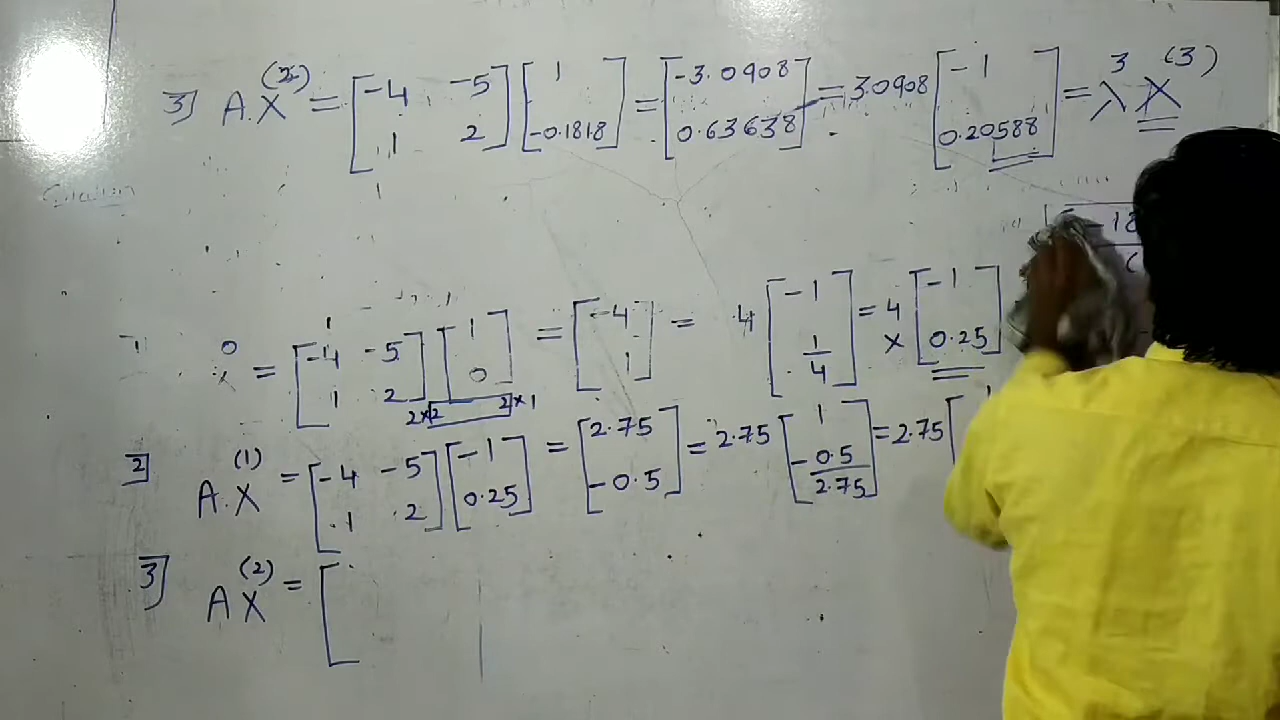 3] A.X^(2) = [-4 -5; 1 2] [1; -0.1818] = [-3.0908; 0.63638] = 3.0908 [-1; 0.20588] = λ^3 X^(3)
-18
1] = [-4 -5; 1 2] [1; 0] = [-4; 1] = 4 [-1; 1/4] = 4 × [-1; 0.25]
2×2 2×1
2] A.X^(1) = [-4 -5; 1 2] [-1; 0.25] = [2.75; -0.5] = 2.75 [1; -0.5/2.75] = 2.75 [
3] AX^(2) = [